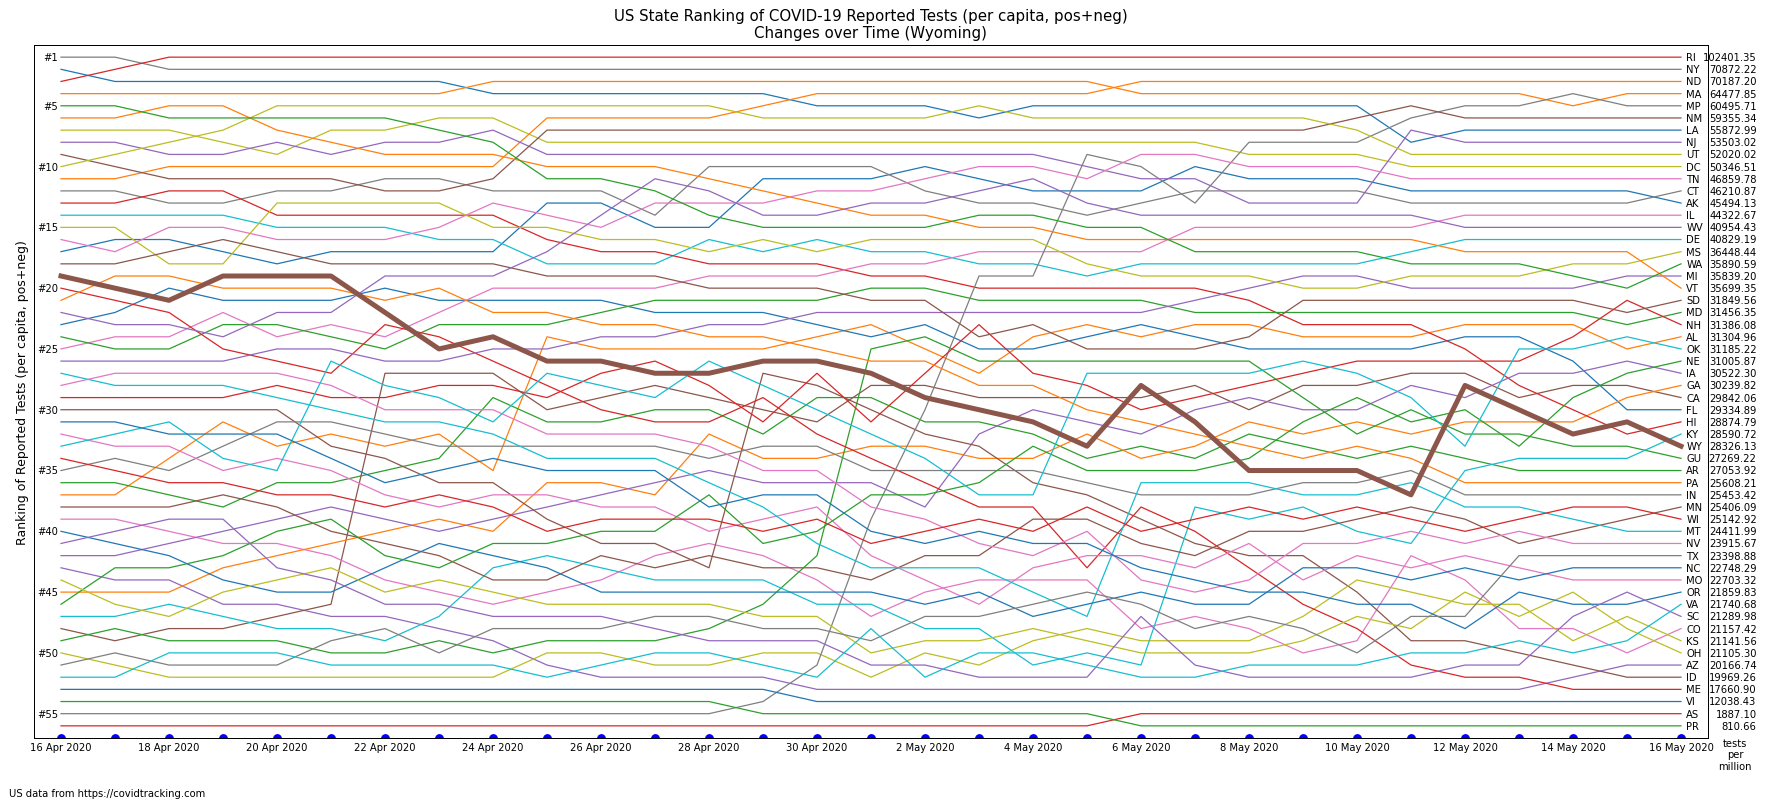 US State Ranking of COVID-19 Reported Tests (per capita, pos+neg)
Changes over Time (Wyoming)
Ranking of Reported Tests (per capita, pos+neg)
#1
#5
#10
#15
#20
#25
#30
#35
#40
#45
#50
#55
RI 102401.35
NY 70872.22
ND 70187.20
MA 64477.85
MP 60495.71
NM 59355.34
LA 55872.99
NJ 53503.02
UT 52020.02
DC 50346.51
TN 46859.78
CT 46210.87
AK 45494.13
IL 44322.67
WV 40954.43
DE 40829.19
MS 36448.44
WA 35890.59
MI 35839.20
VT 35699.35
SD 31849.56
MD 31456.35
NH 31386.08
AL 31304.96
OK 31185.22
NE 31005.87
IA 30522.30
GA 30239.82
CA 29842.06
FL 29334.89
HI 28874.79
KY 28590.72
WY 28326.13
GU 27269.22
AR 27053.92
PA 25608.21
IN 25453.42
MN 25406.09
WI 25142.92
MT 24411.99
NV 23915.67
TX 23398.88
NC 22748.29
MO 22703.32
OR 21859.83
VA 21740.68
SC 21289.98
CO 21157.42
KS 21141.56
OH 21105.30
AZ 20166.74
ID 19969.26
ME 17660.90
VI 12038.43
AS 1887.10
PR 810.66
16 Apr 2020 18 Apr 2020 20 Apr 2020 22 Apr 2020 24 Apr 2020 26 Apr 2020 28 Apr 2020 30 Apr 2020 2 May 2020 4 May 2020 6 May 2020 8 May 2020 10 May 2020 12 May 2020 14 May 2020 16 May 2020
tests
per
million
US data from https://covidtracking.com